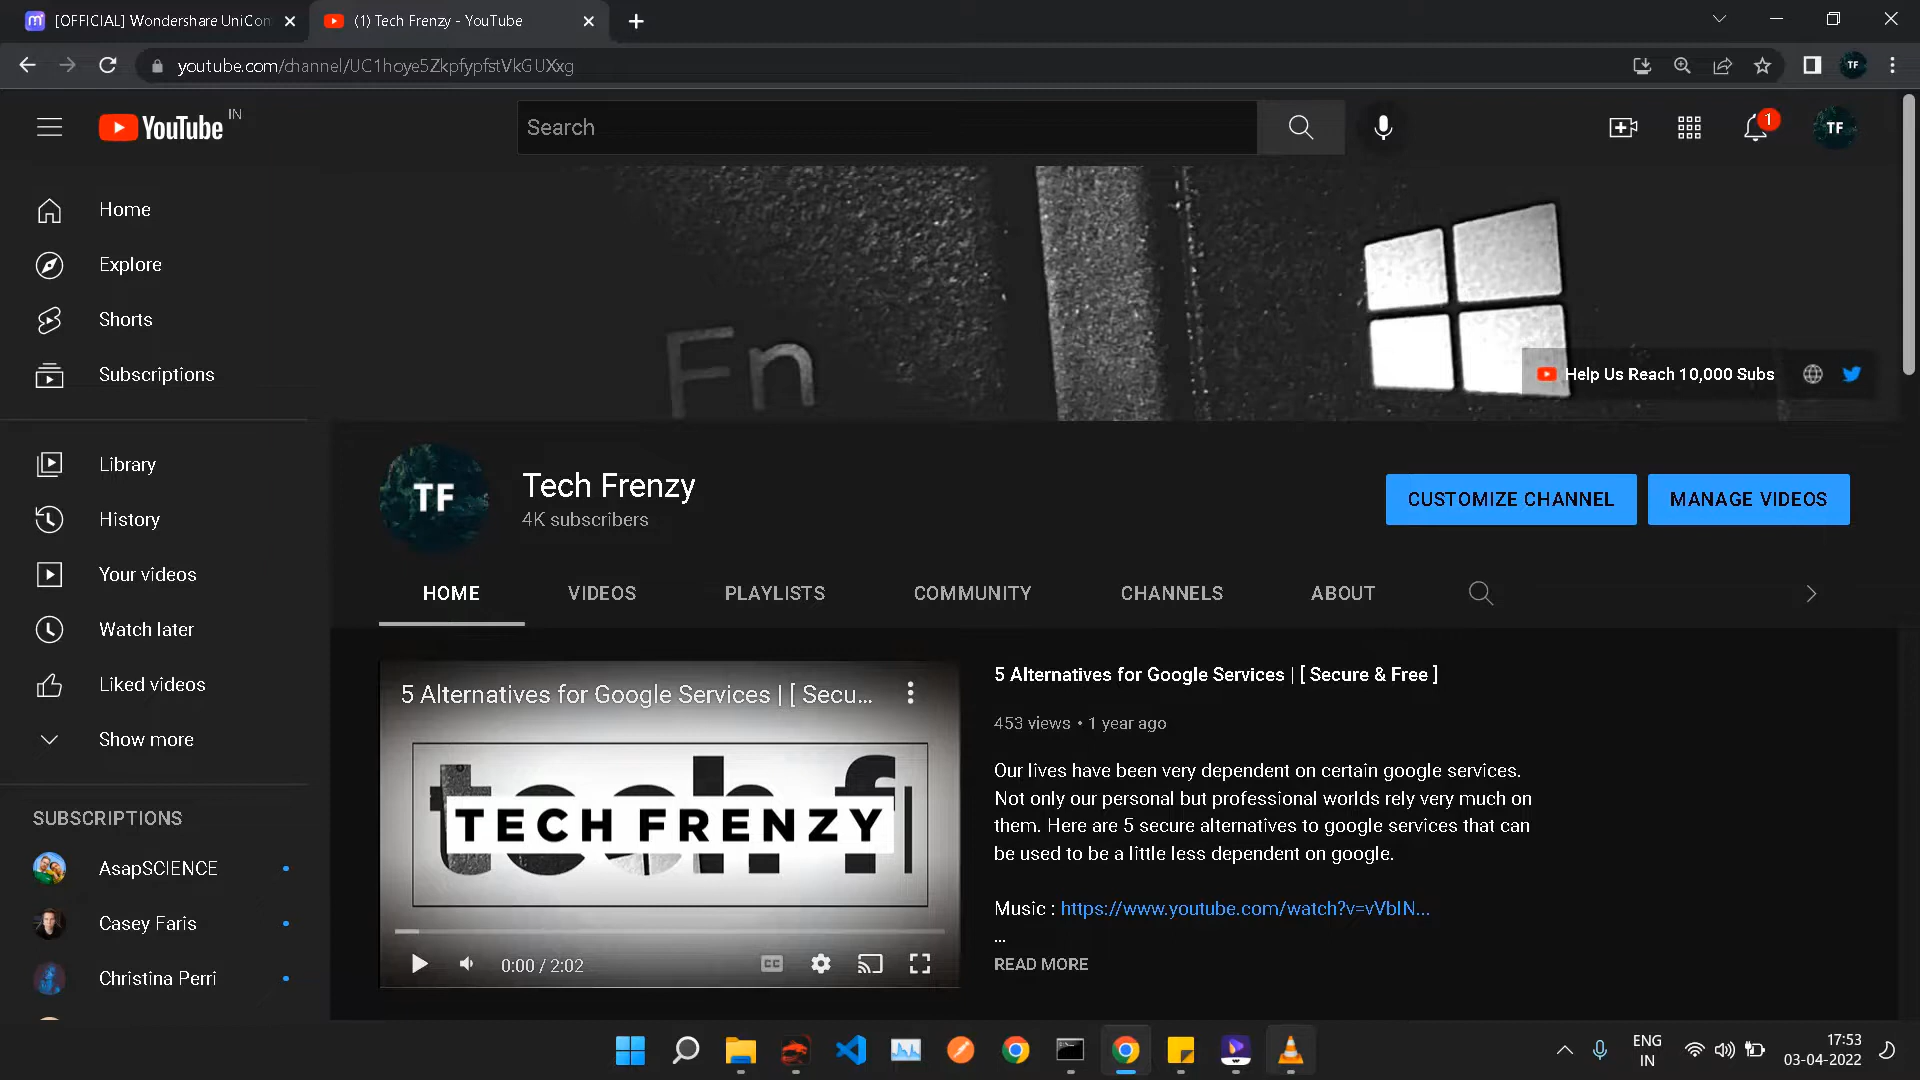 [OFFICIAL] Wondershare UniCon
(1) Tech Frenzy - YouTube
youtube.com/channel/UC1hoye5ZkpfypfstVkGUXxg
YouTube IN
Search
1
TF
Home
Explore
Shorts
Subscriptions
Fn
Help Us Reach 10,000 Subs
Library
History
Your videos
Watch later
Liked videos
Show more
SUBSCRIPTIONS
AsapSCIENCE
Casey Faris
Christina Perri
TF
Tech Frenzy
4K subscribers
CUSTOMIZE CHANNEL
MANAGE VIDEOS
HOME
VIDEOS
PLAYLISTS
COMMUNITY
CHANNELS
ABOUT
5 Alternatives for Google Services | [ Secu...
tech f
TECH FRENZY
0:00 / 2:02
CC
5 Alternatives for Google Services | [ Secure & Free ]
453 views • 1 year ago
Our lives have been very dependent on certain google services.
Not only our personal but professional worlds rely very much on
them. Here are 5 secure alternatives to google services that can
be used to be a little less dependent on google.
Music : https://www.youtube.com/watch?v=vVbIN...
...
READ MORE
ENG
IN
17:53
03-04-2022